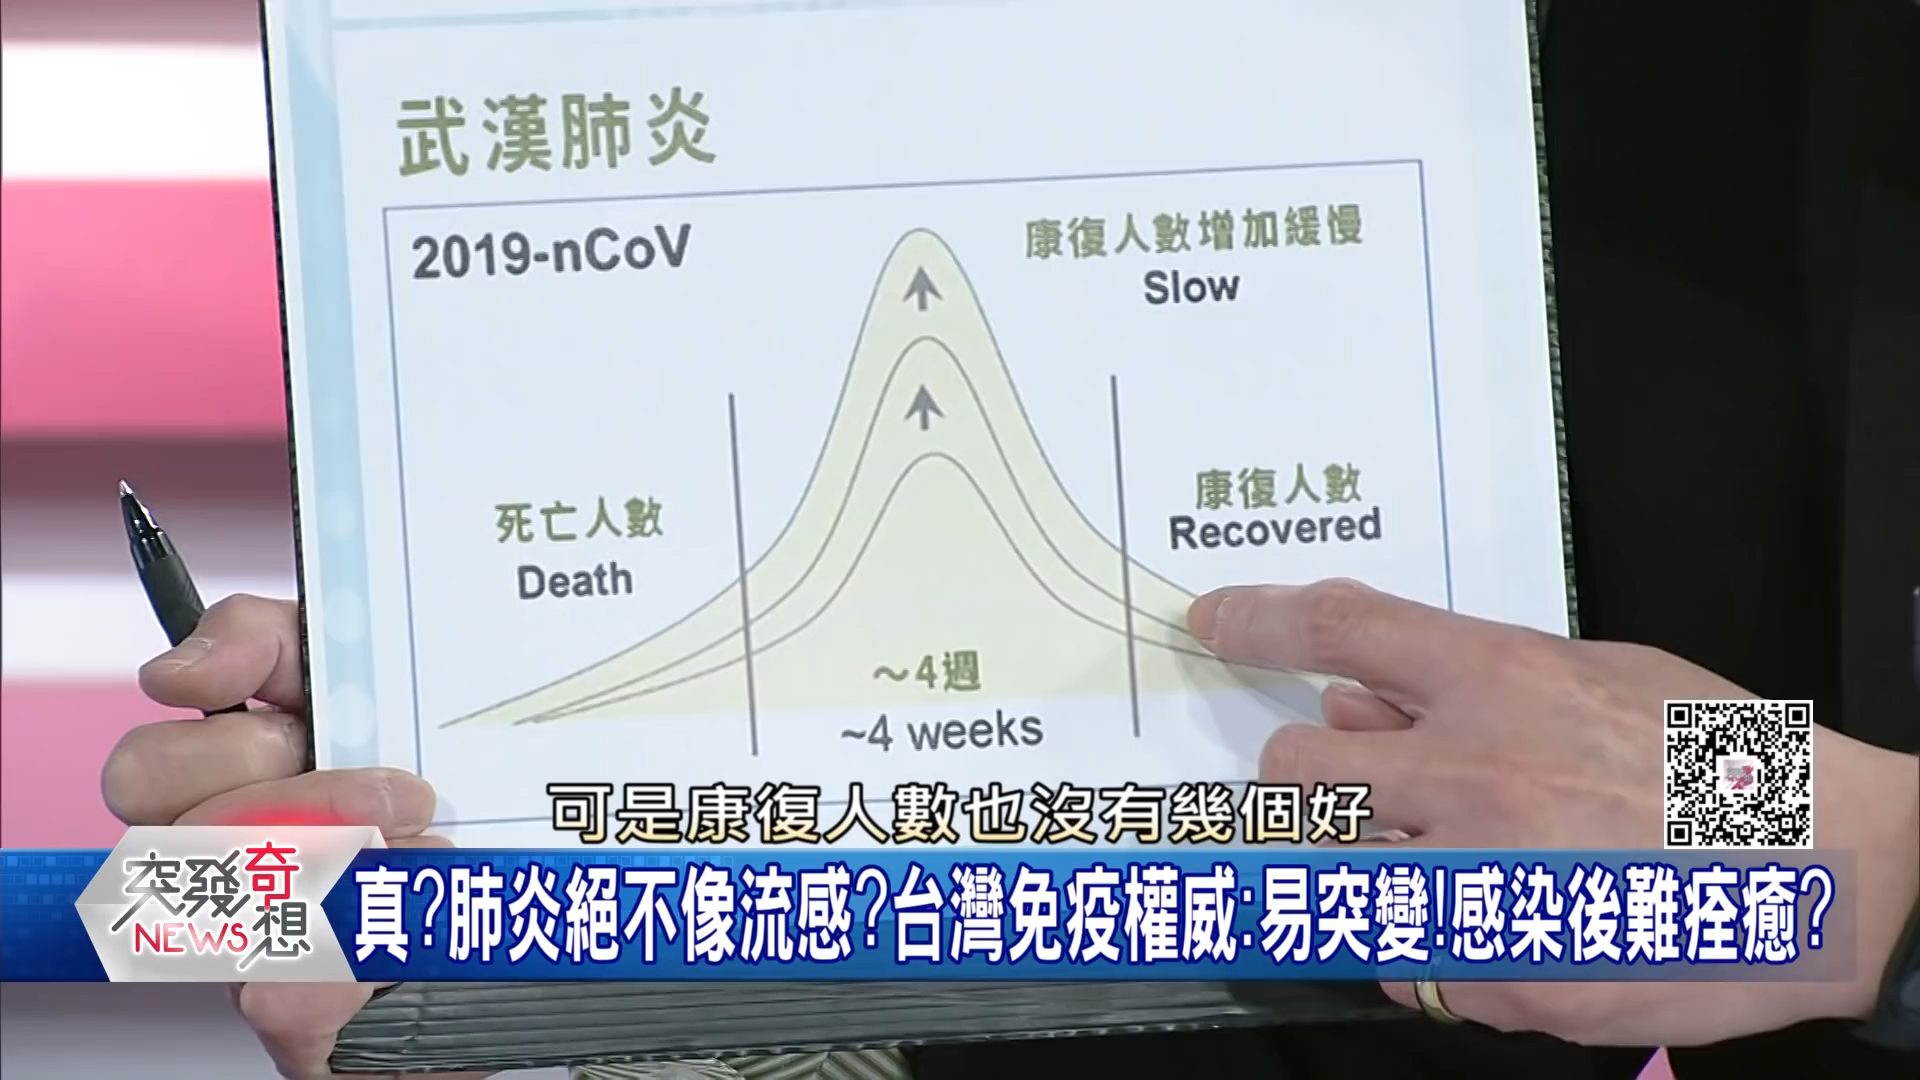 武漢肺炎
2019-nCoV
康復人數增加緩慢
Slow
死亡人數
Death
康復人數
Recovered
～4週
~4 weeks
可是康復人數也沒有幾個好
突發奇想
NEWS
真?肺炎絕不像流感?台灣免疫權威:易突變!感染後難痊癒?